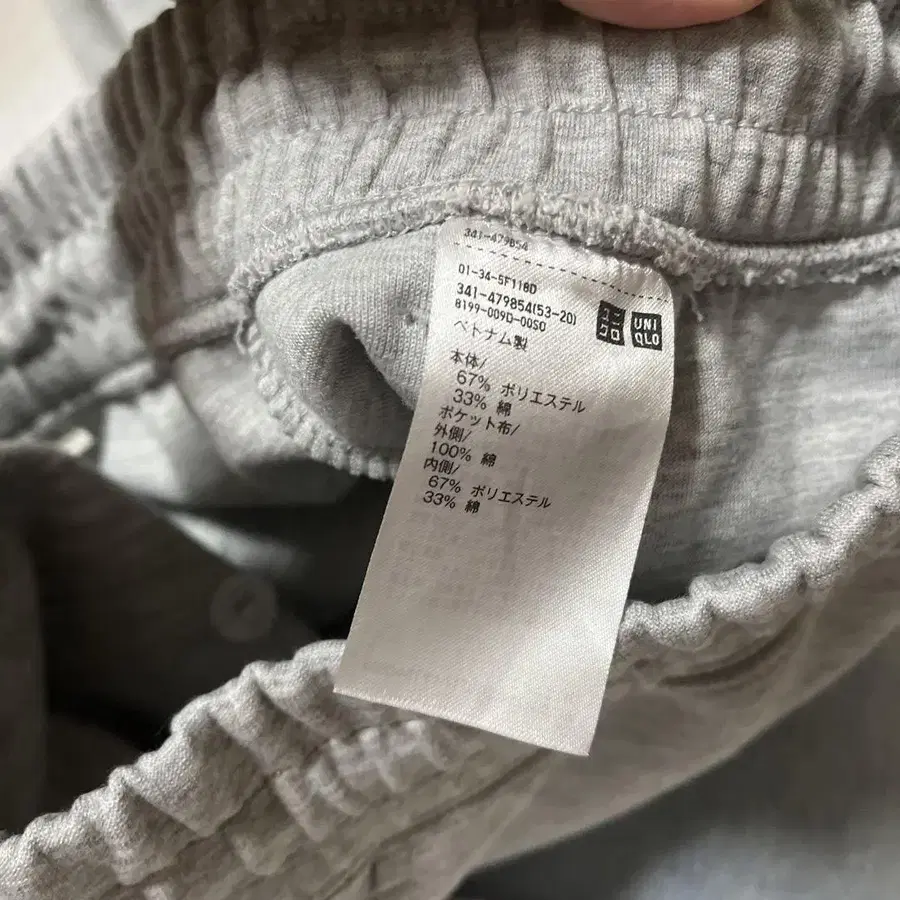 341-479854
01-34-5F118D
341-479854(53-20)
8199-009D-00S0
ユニクロ
UNIQLO
ベトナム製
本体/
67% ポリエステル
33% 綿
ポケット布/
外側/
100% 綿
内側/
67% ポリエステル
33% 綿